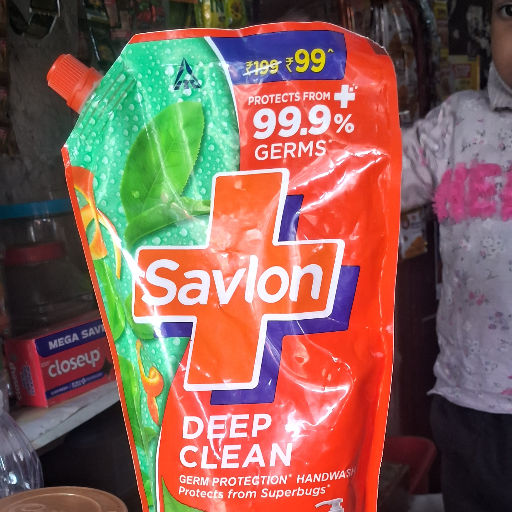 ₹199 ₹99^
PROTECTS FROM
99.9%
GERMS*
Savlon
DEEP
CLEAN
GERM PROTECTION* HANDWASH
Protects from Superbugs*
MEGA SAV
closeup